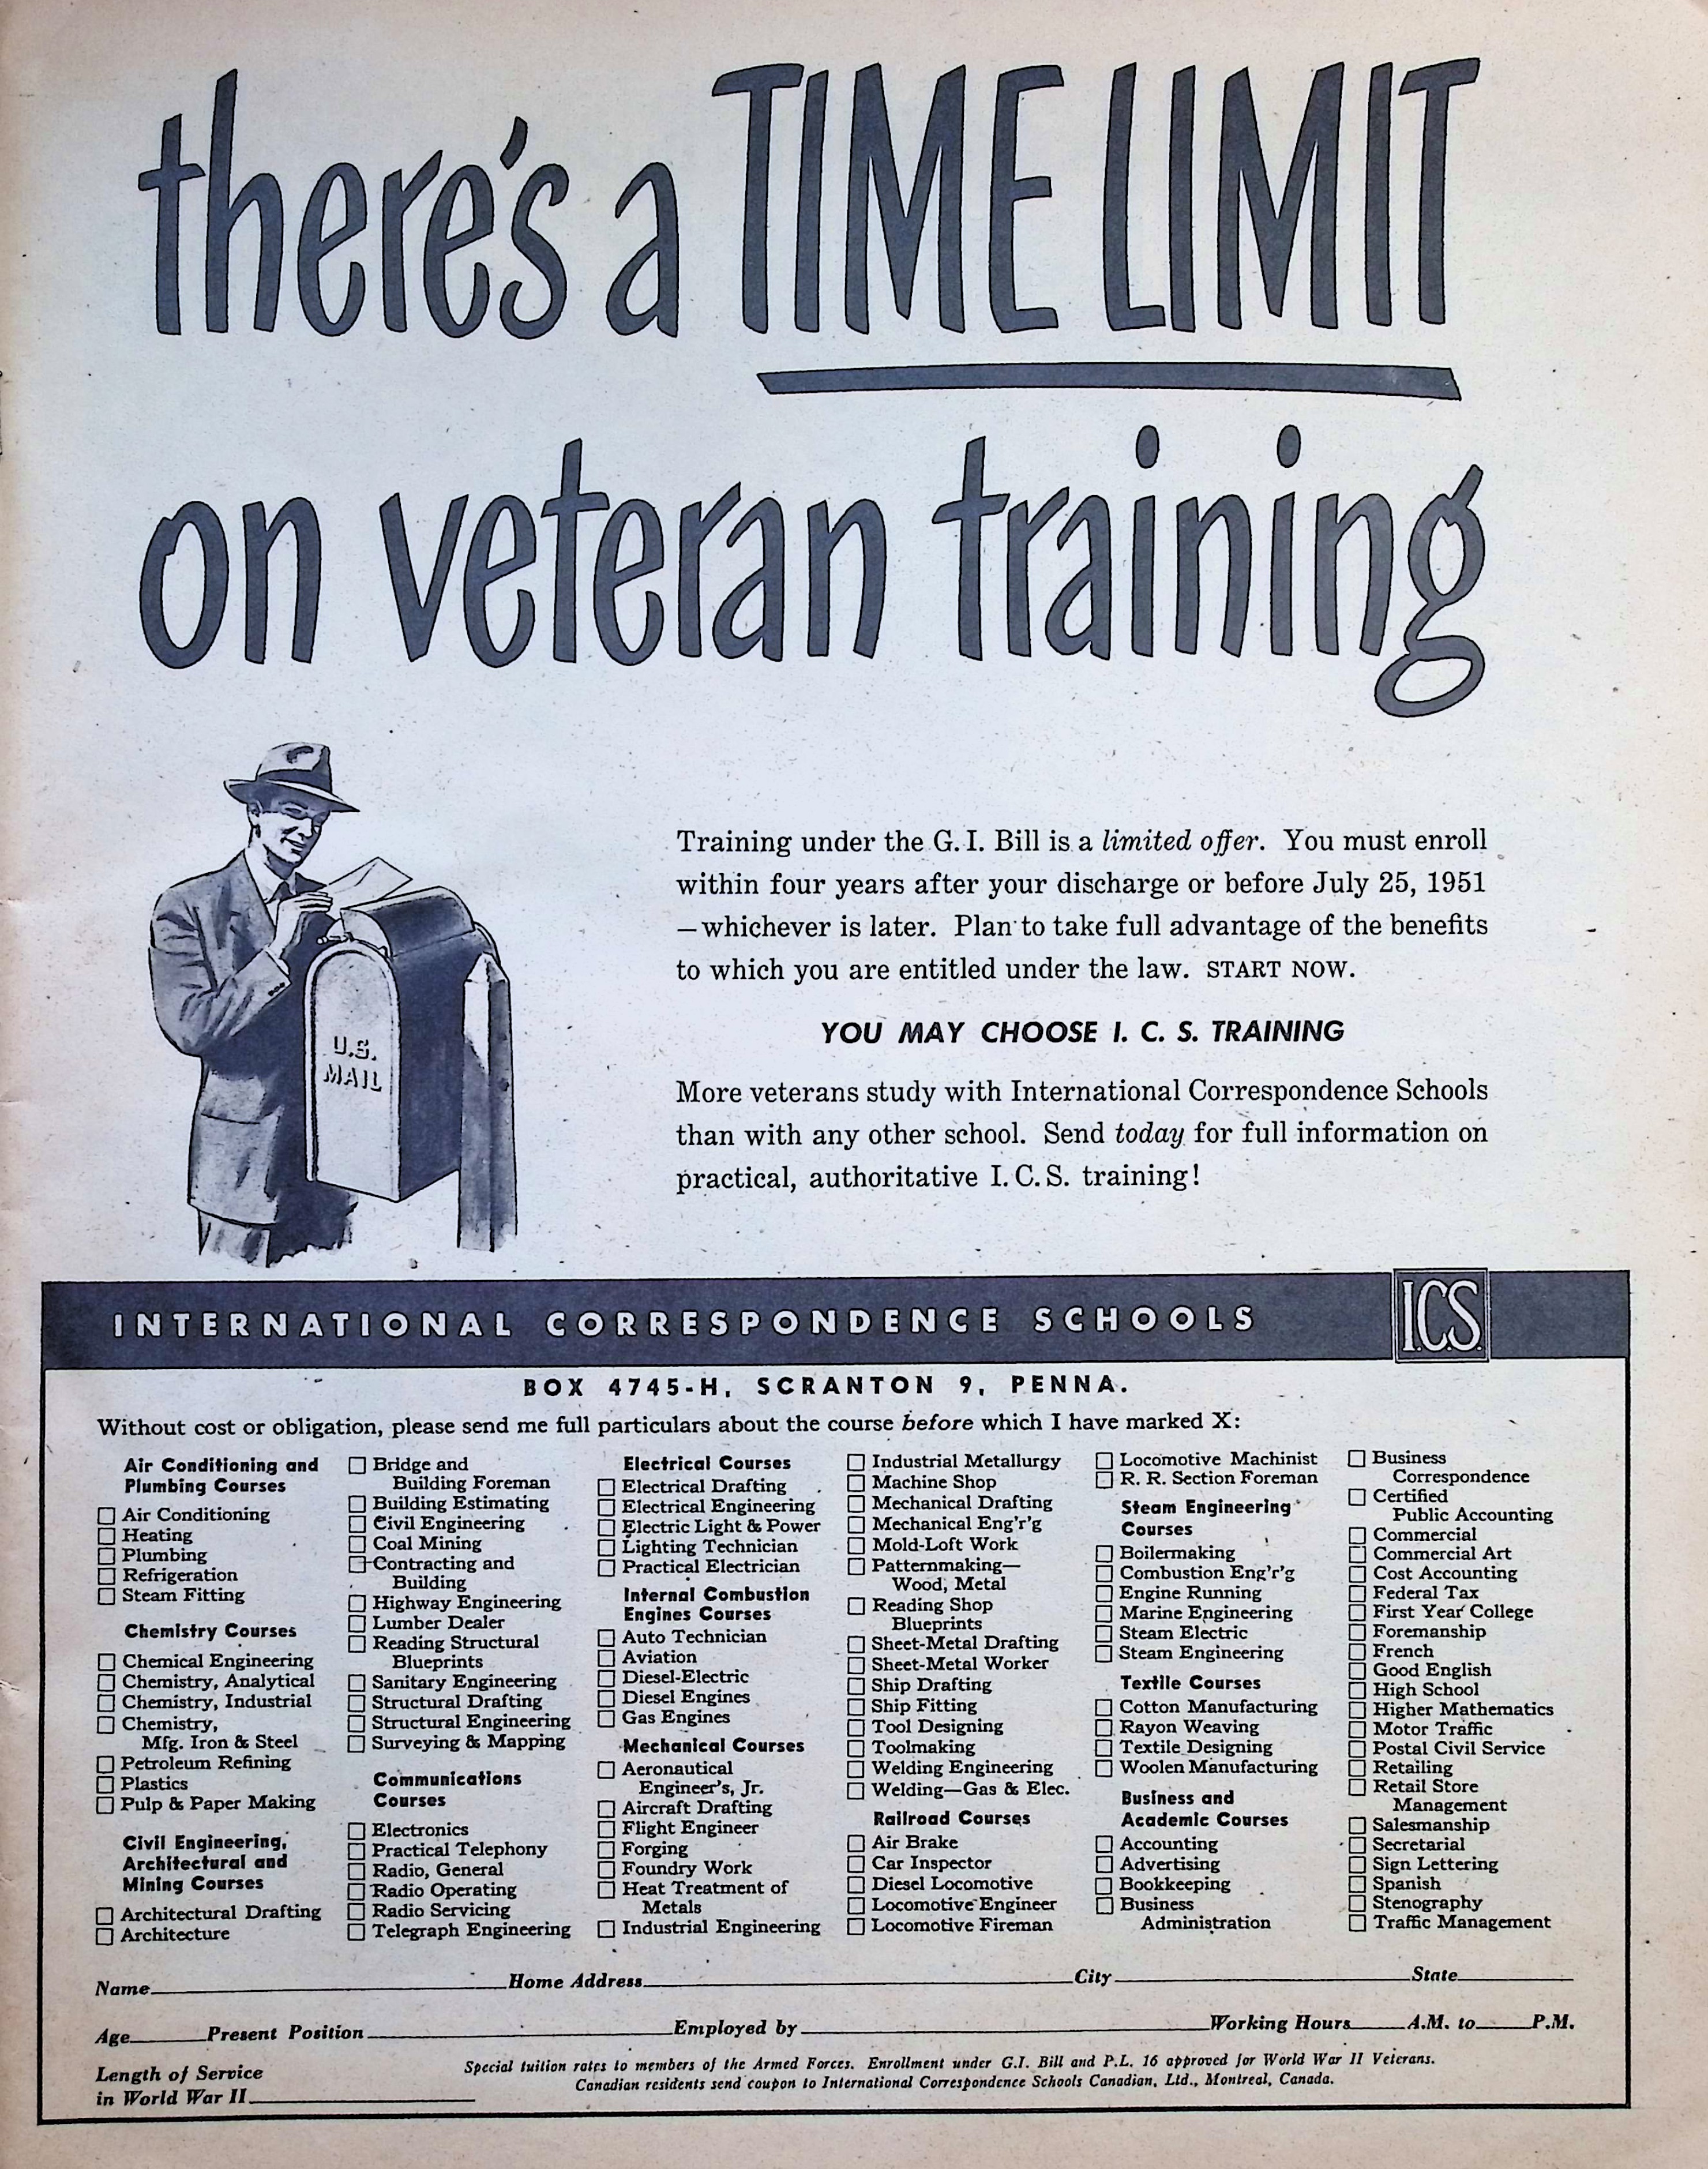 there's a TIME LIMIT
on veteran training
Training under the G. I. Bill is a limited offer. You must enroll
within four years after your discharge or before July 25, 1951
—whichever is later. Plan to take full advantage of the benefits
to which you are entitled under the law. START NOW.
YOU MAY CHOOSE I. C. S. TRAINING
More veterans study with International Correspondence Schools
than with any other school. Send today for full information on
practical, authoritative I. C. S. training!
U.S.
MAIL
INTERNATIONAL CORRESPONDENCE SCHOOLS
I.C.S.
BOX 4745-H, SCRANTON 9, PENNA.
Without cost or obligation, please send me full particulars about the course before which I have marked X:
Air Conditioning and
Plumbing Courses
Air Conditioning
Heating
Plumbing
Refrigeration
Steam Fitting
Chemistry Courses
Chemical Engineering
Chemistry, Analytical
Chemistry, Industrial
Chemistry,
Mfg. Iron & Steel
Petroleum Refining
Plastics
Pulp & Paper Making
Civil Engineering,
Architectural and
Mining Courses
Architectural Drafting
Architecture
Bridge and
Building Foreman
Building Estimating
Civil Engineering
Coal Mining
Contracting and
Building
Highway Engineering
Lumber Dealer
Reading Structural
Blueprints
Sanitary Engineering
Structural Drafting
Structural Engineering
Surveying & Mapping
Communications
Courses
Electronics
Practical Telephony
Radio, General
Radio Operating
Radio Servicing
Telegraph Engineering
Electrical Courses
Electrical Drafting
Electrical Engineering
Electric Light & Power
Lighting Technician
Practical Electrician
Internal Combustion
Engines Courses
Auto Technician
Aviation
Diesel-Electric
Diesel Engines
Gas Engines
Mechanical Courses
Aeronautical
Engineer's, Jr.
Aircraft Drafting
Flight Engineer
Forging
Foundry Work
Heat Treatment of
Metals
Industrial Engineering
Industrial Metallurgy
Machine Shop
Mechanical Drafting
Mechanical Eng'r'g
Mold-Loft Work
Patternmaking—
Wood, Metal
Reading Shop
Blueprints
Sheet-Metal Drafting
Sheet-Metal Worker
Ship Drafting
Ship Fitting
Tool Designing
Toolmaking
Welding Engineering
Welding—Gas & Elec.
Railroad Courses
Air Brake
Car Inspector
Diesel Locomotive
Locomotive Engineer
Locomotive Fireman
Locomotive Machinist
R. R. Section Foreman
Steam Engineering
Courses
Boilermaking
Combustion Eng'r'g
Engine Running
Marine Engineering
Steam Electric
Steam Engineering
Textile Courses
Cotton Manufacturing
Rayon Weaving
Textile Designing
Woolen Manufacturing
Business and
Academic Courses
Accounting
Advertising
Bookkeeping
Business
Administration
Business
Correspondence
Certified
Public Accounting
Commercial
Commercial Art
Cost Accounting
Federal Tax
First Year College
Foremanship
French
Good English
High School
Higher Mathematics
Motor Traffic
Postal Civil Service
Retailing
Retail Store
Management
Salesmanship
Secretarial
Sign Lettering
Spanish
Stenography
Traffic Management
Name Home Address City State
Age Present Position Employed by Working Hours A.M. to P.M.
Length of Service
in World War II
Special tuition rates to members of the Armed Forces. Enrollment under G.I. Bill and P.L. 16 approved for World War II Veterans.
Canadian residents send coupon to International Correspondence Schools Canadian, Ltd., Montreal, Canada.